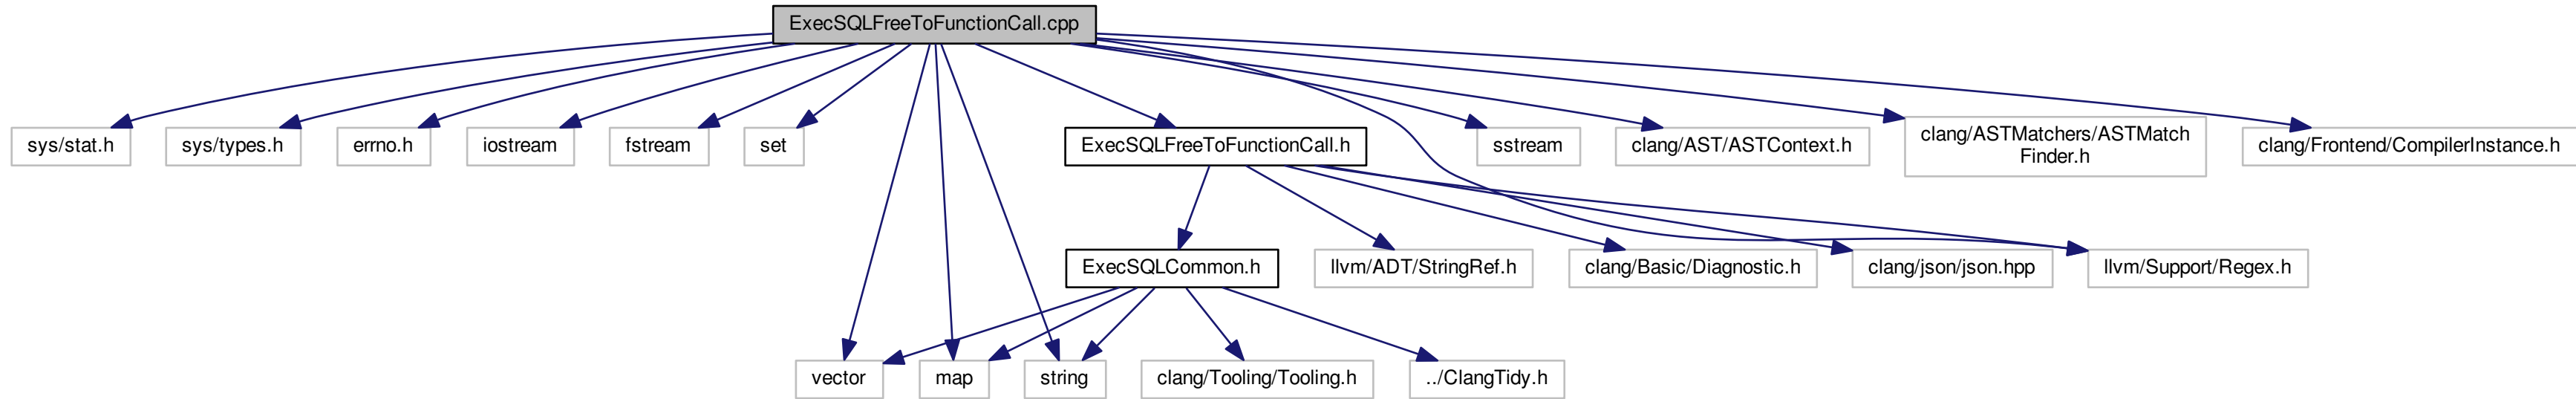 ExecSQLFreeToFunctionCall.cpp
sys/stat.h
sys/types.h
errno.h
iostream
fstream
set
ExecSQLFreeToFunctionCall.h
sstream
clang/AST/ASTContext.h
clang/ASTMatchers/ASTMatch
Finder.h
clang/Frontend/CompilerInstance.h
ExecSQLCommon.h
llvm/ADT/StringRef.h
clang/Basic/Diagnostic.h
clang/json/json.hpp
llvm/Support/Regex.h
vector
map
string
clang/Tooling/Tooling.h
../ClangTidy.h